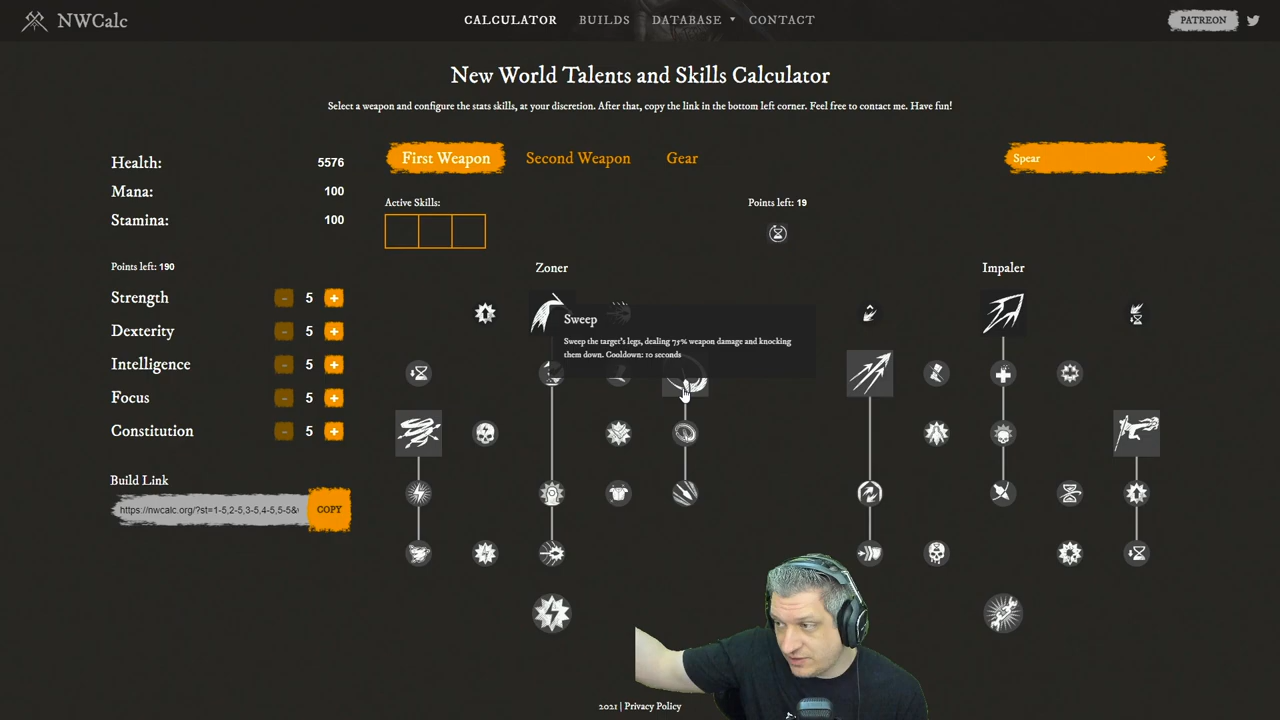 NWCalc
CALCULATOR
BUILDS
DATABASE
CONTACT
PATREON
New World Talents and Skills Calculator
Select a weapon and configure the stats skills, at your discretion. After that, copy the link in the bottom left corner. Feel free to contact me. Have fun!
Health: 5576
Mana: 100
Stamina: 100
Points left: 190
Strength - 5 +
Dexterity - 5 +
Intelligence - 5 +
Focus - 5 +
Constitution - 5 +
Build Link
https://nwcalc.org/?st=1-5,2-5,3-5,4-5,5-5&
COPY
First Weapon
Second Weapon
Gear
Spear
Active Skills:
Points left: 19
Zoner
Impaler
Sweep
Sweep the target's legs, dealing 75% weapon damage and knocking
them down. Cooldown: 10 seconds
2021 | Privacy Policy